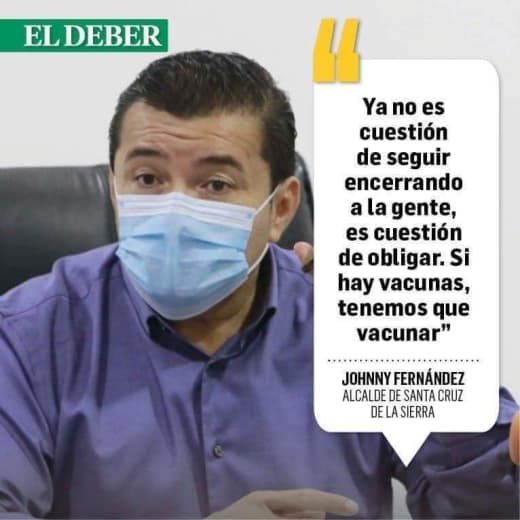 EL DEBER
Ya no es
cuestión
de seguir
encerrando
a la gente,
es cuestión
de obligar. Si
hay vacunas,
tenemos que
vacunar”
JOHNNY FERNÁNDEZ
ALCALDE DE SANTA CRUZ
DE LA SIERRA